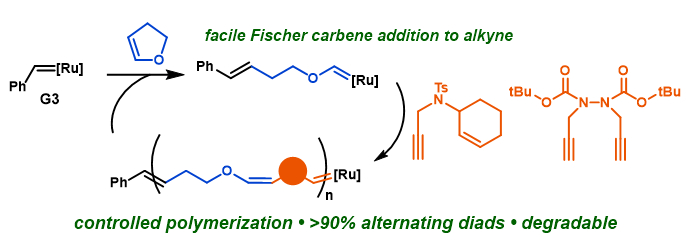 facile Fischer carbene addition to alkyne
Ph
[Ru]
G3
O
Ph
O
[Ru]
Ts
N
tBu
O
O
N
N
O
O
tBu
Ph
O
[Ru]
n
controlled polymerization • >90% alternating diads • degradable